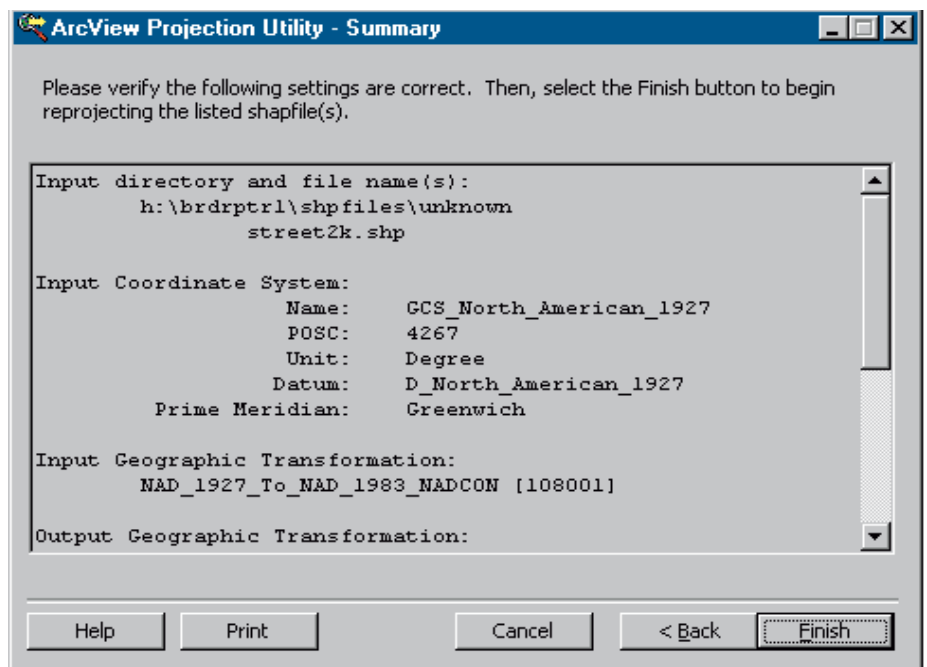 ArcView Projection Utility - Summary
Please verify the following settings are correct. Then, select the Finish button to begin
reprojecting the listed shapfile(s).
Input directory and file name(s):
h:\brdrptrl\shpfiles\unknown
street2k.shp
Input Coordinate System:
Name: GCS_North_American_1927
POSC: 4267
Unit: Degree
Datum: D_North_American_1927
Prime Meridian: Greenwich
Input Geographic Transformation:
NAD_1927_To_NAD_1983_NADCON [108001]
Output Geographic Transformation:
Help Print Cancel < Back Finish